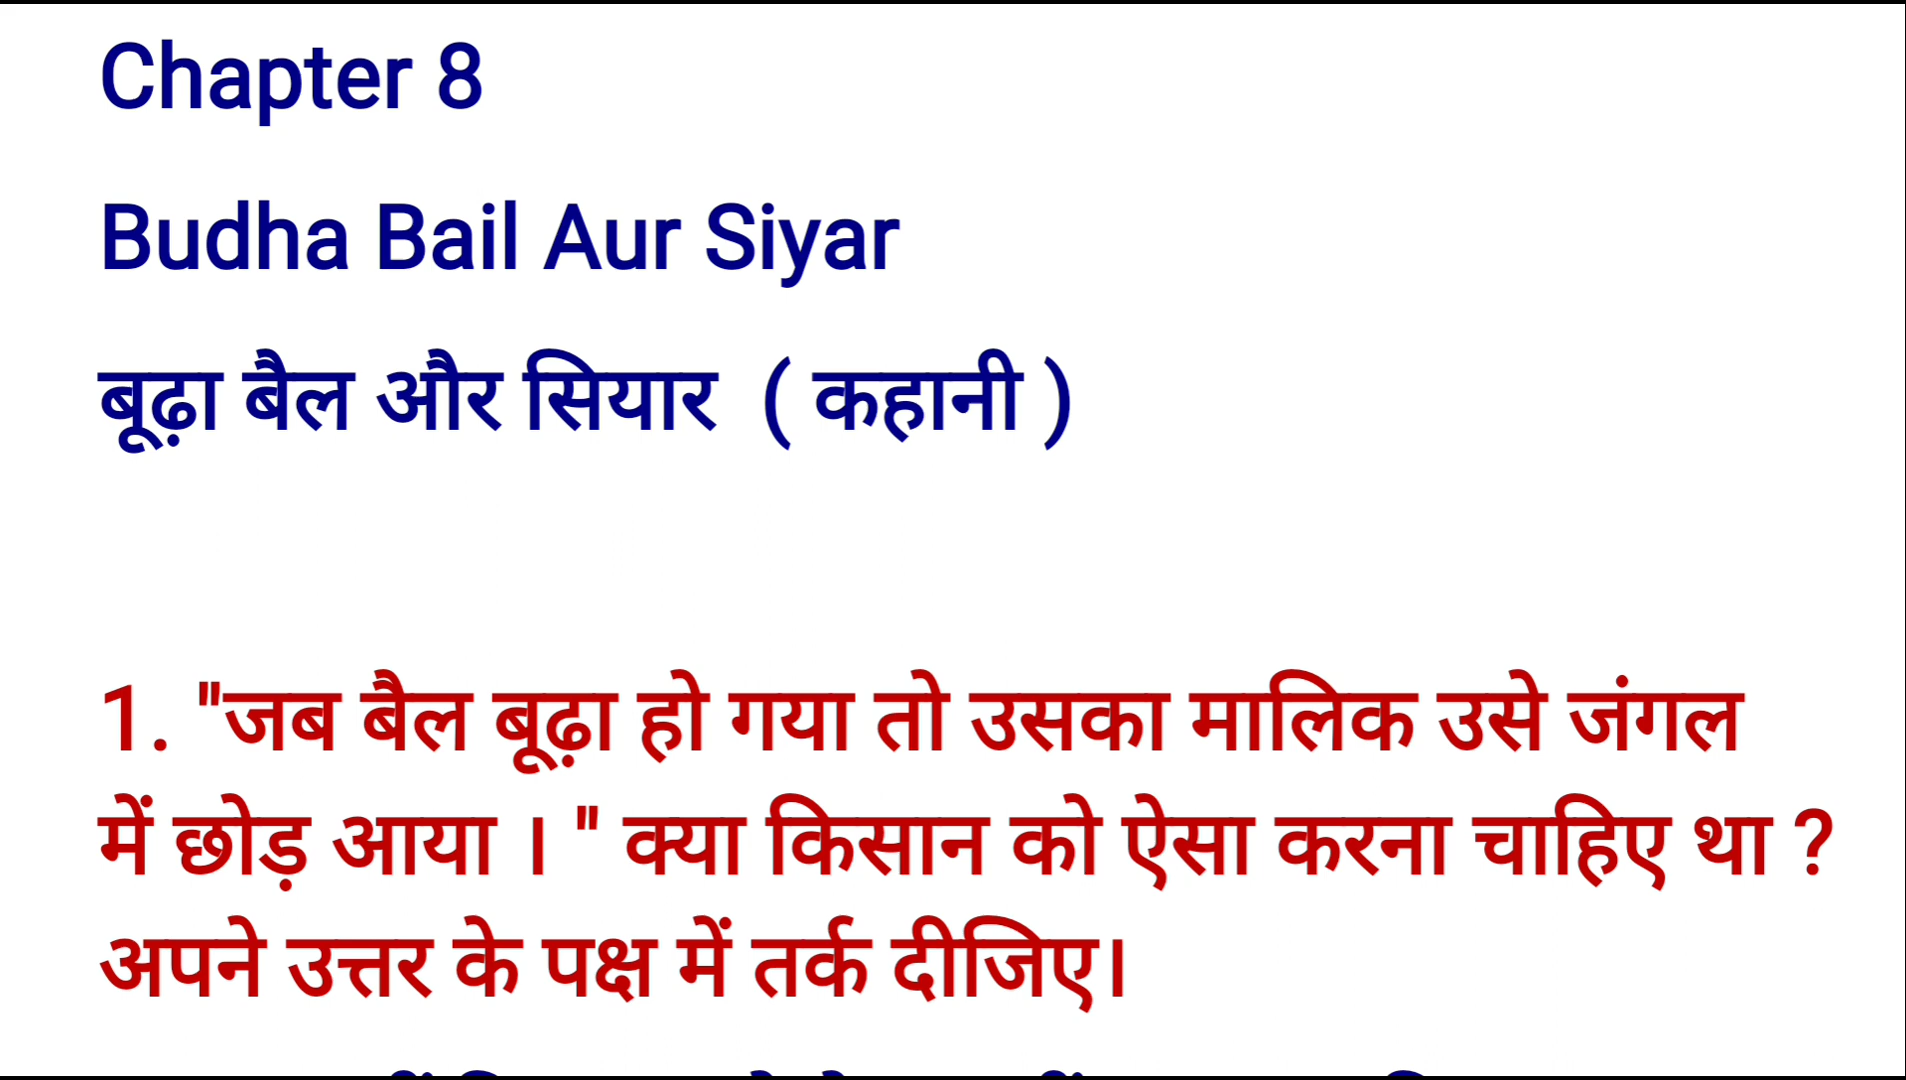 Chapter 8
Budha Bail Aur Siyar
बूढ़ा बैल और सियार ( कहानी )
1. "जब बैल बूढ़ा हो गया तो उसका मालिक उसे जंगल
में छोड़ आया । " क्या किसान को ऐसा करना चाहिए था ?
अपने उत्तर के पक्ष में तर्क दीजिए।